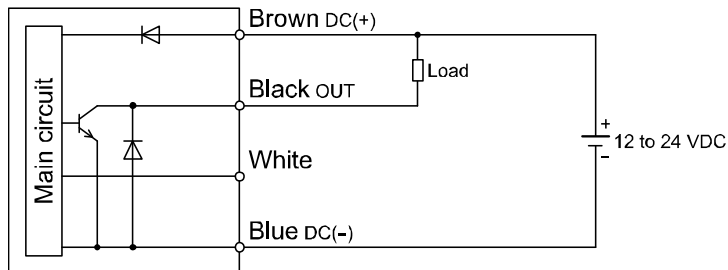 Brown DC(+)
Load
Black OUT
Main circuit
+
12 to 24 VDC
−
White
Blue DC(−)